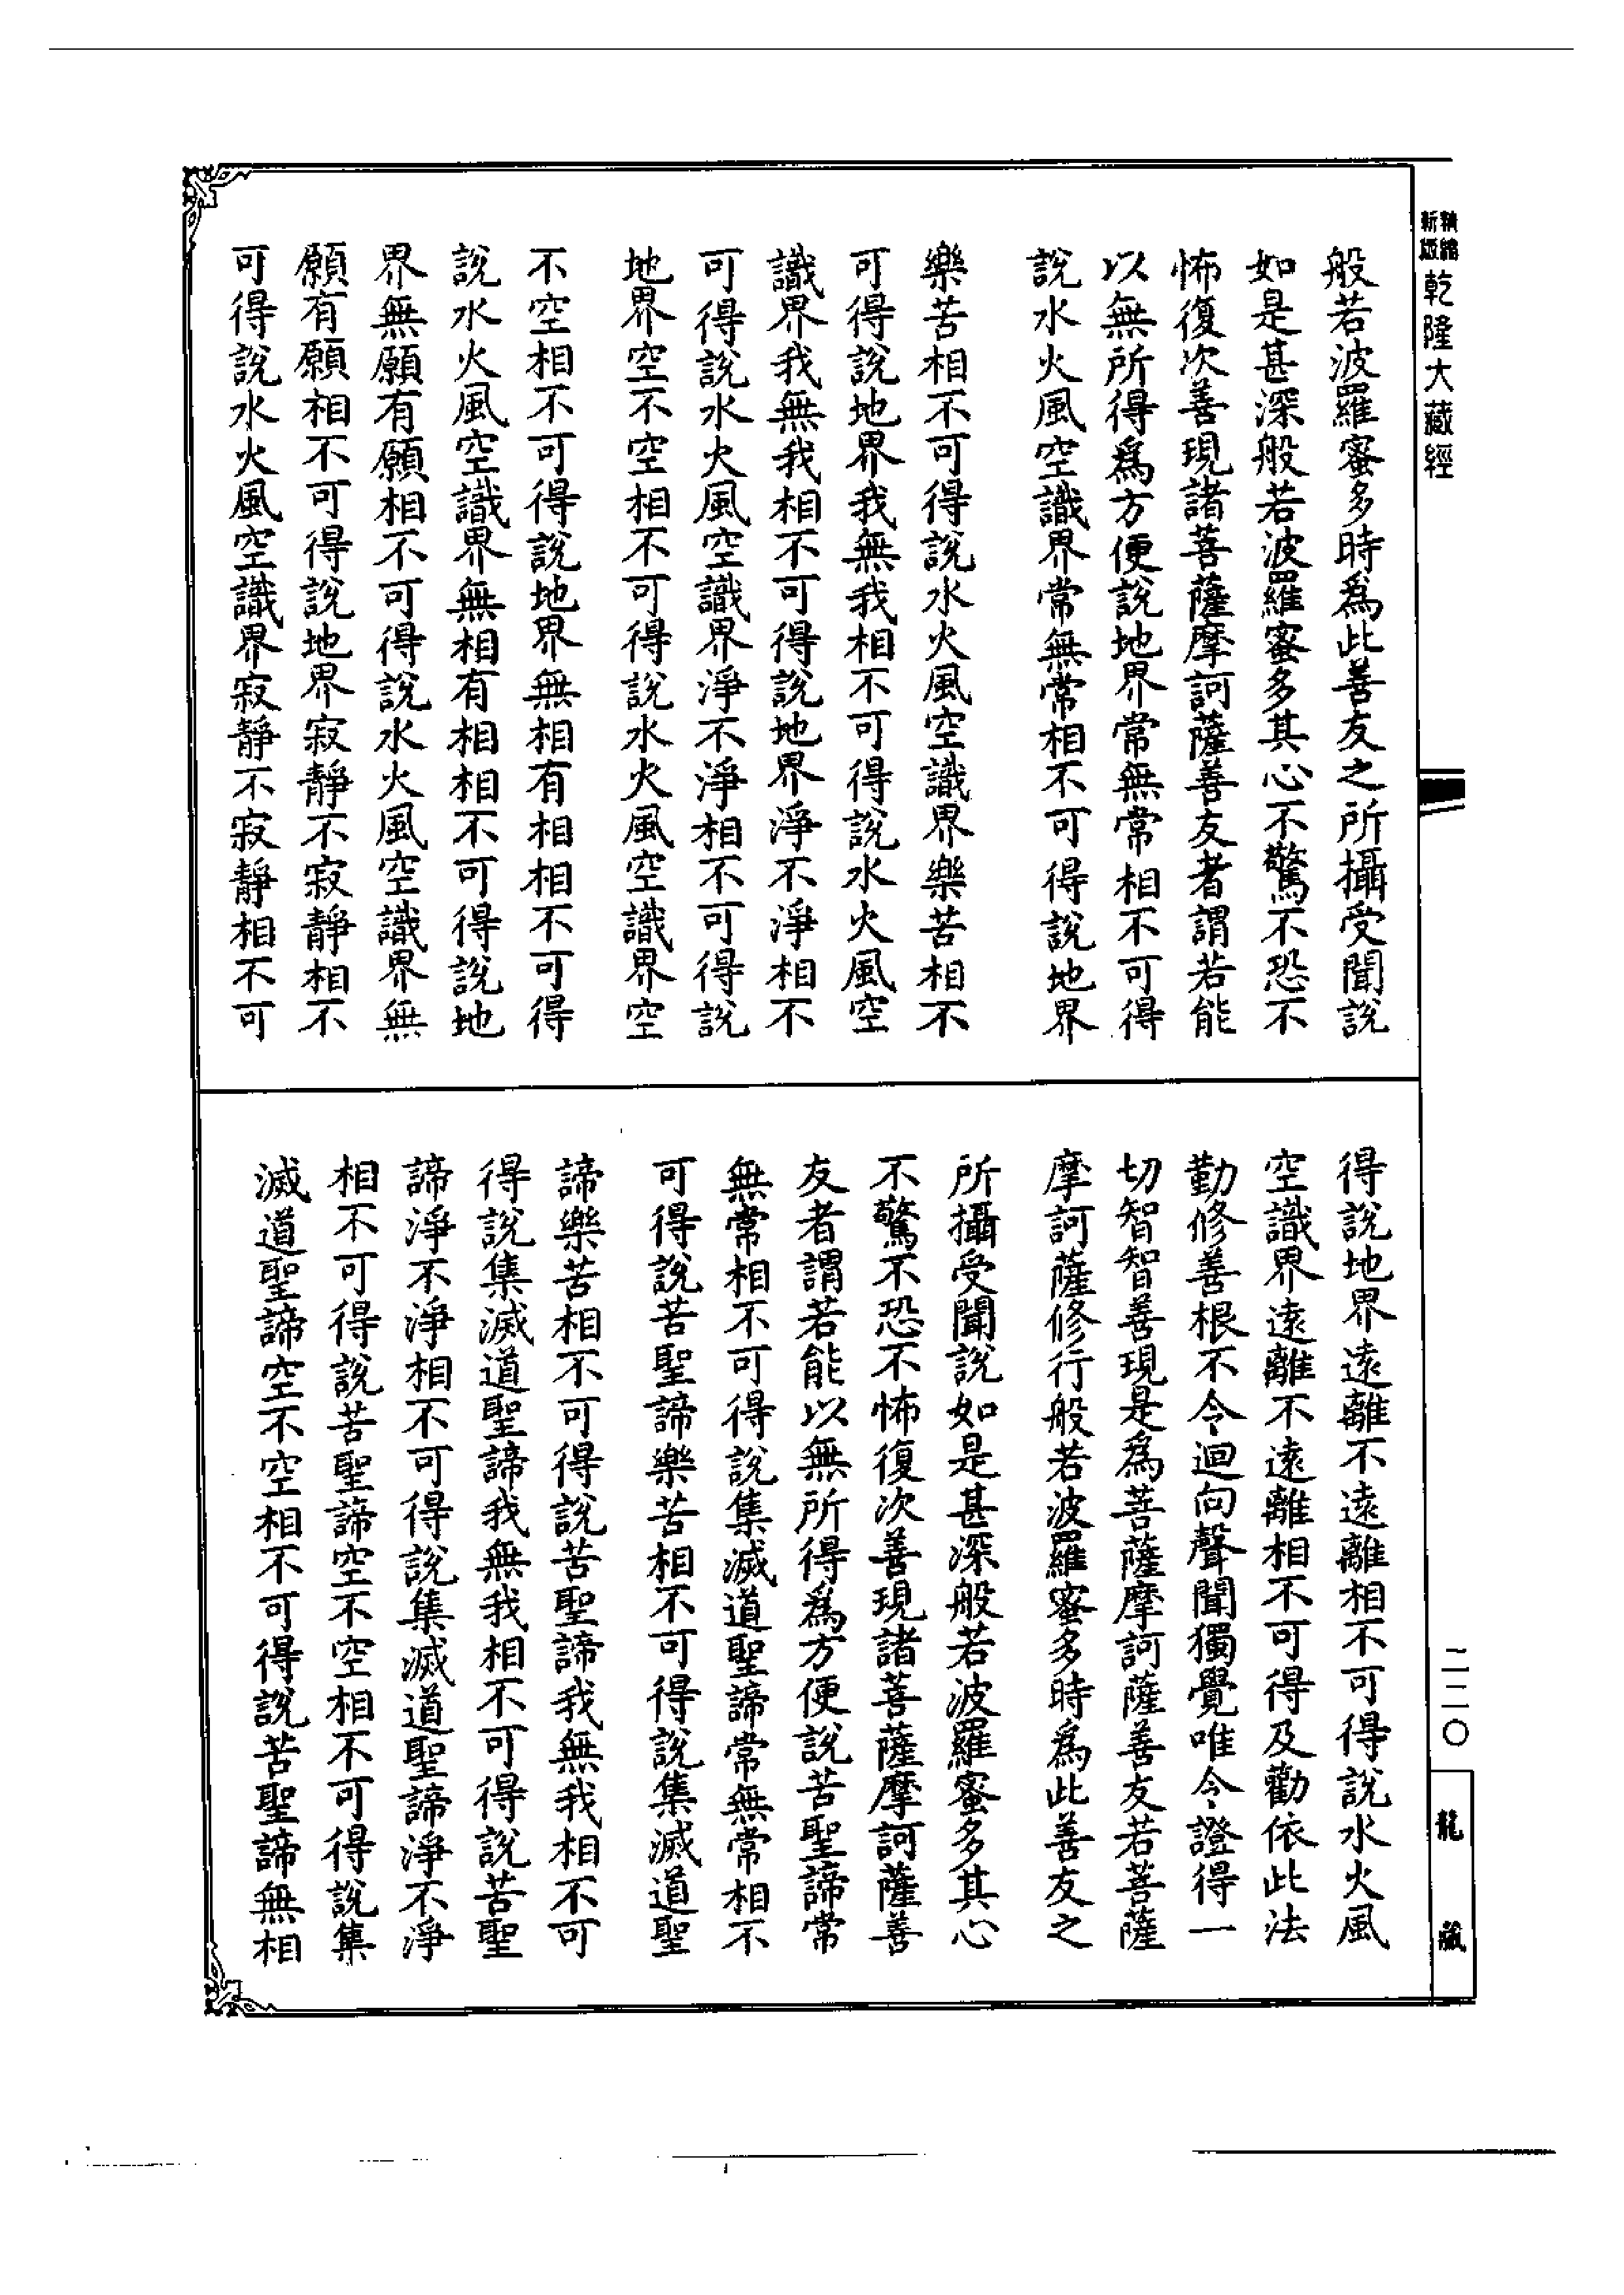 精縮新版乾隆大藏經
般若波羅蜜多時為此善友之所攝受聞說
如是甚深般若波羅蜜多其心不驚不恐不
怖復次善現諸菩薩摩訶薩善友者謂若能
以無所得為方便說地界常無常相不可得
說水火風空識界常無常相不可得說地界
樂苦相不可得說水火風空識界樂苦相不
可得說地界我無我相不可得說水火風空
識界我無我相不可得說地界淨不淨相不
可得說水火風空識界淨不淨相不可得說
地界空不空相不可得說水火風空識界空
不空相不可得說地界無相有相相不可得
說水火風空識界無相有相相不可得說地
界無願有願相不可得說水火風空識界無
願有願相不可得說地界寂靜不寂靜相不
可得說水火風空識界寂靜不寂靜相不可
得說地界遠離不遠離相不可得說水火風
空識界遠離不遠離相不可得及勸依此法
勤修善根不令迴向聲聞獨覺唯令證得一
切智智善現是為菩薩摩訶薩善友若菩薩
摩訶薩修行般若波羅蜜多時為此善友之
所攝受聞說如是甚深般若波羅蜜多其心
不驚不恐不怖復次善現諸菩薩摩訶薩善
友者謂若能以無所得為方便說苦聖諦常
無常相不可得說集滅道聖諦常無常相不
可得說苦聖諦樂苦相不可得說集滅道聖
諦樂苦相不可得說苦聖諦我無我相不可
得說集滅道聖諦我無我相不可得說苦聖
諦淨不淨相不可得說集滅道聖諦淨不淨
相不可得說苦聖諦空不空相不可得說集
滅道聖諦空不空相不可得說苦聖諦無相
二二〇
龍藏